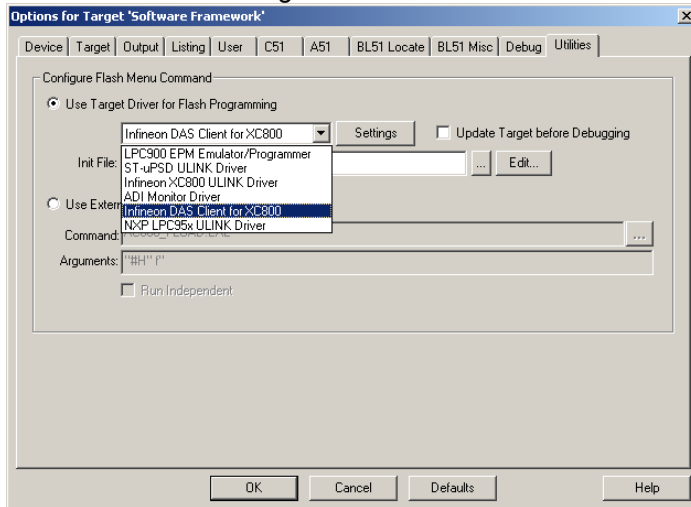 Options for Target 'Software Framework'
Device Target Output Listing User C51 A51 BL51 Locate BL51 Misc Debug Utilities
Configure Flash Menu Command
Use Target Driver for Flash Programming
Infineon DAS Client for XC800 Settings Update Target before Debugging
LPC900 EPM Emulator/Programmer
Init File: ST-uPSD ULINK Driver ... Edit...
Infineon XC800 ULINK Driver
ADI Monitor Driver
Use Extern Infineon DAS Client for XC800
NXP LPC95x ULINK Driver
Command: ...
Arguments: "#H" f"
Run Independent
OK Cancel Defaults Help